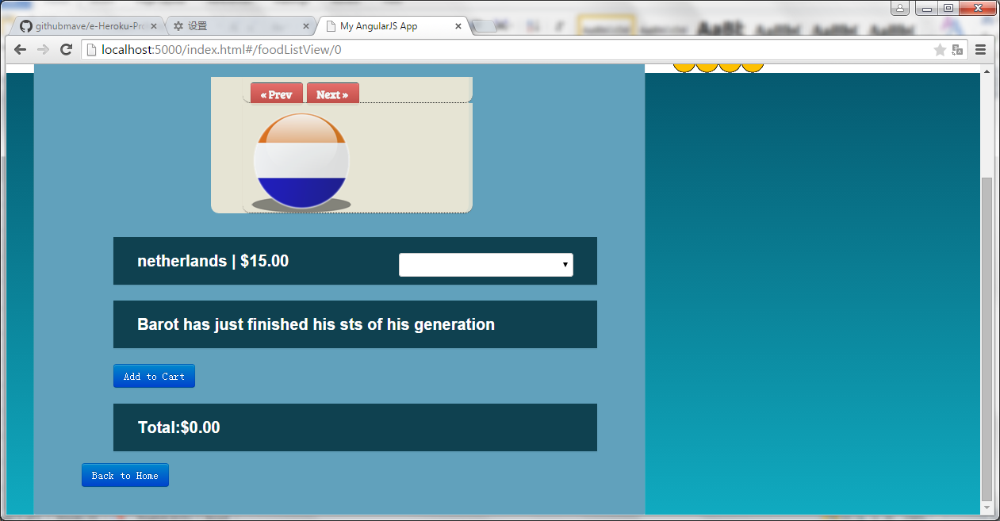 githubmave/e-Heroku-Pro
设置
My AngularJS App
localhost:5000/index.html#/foodListView/0
« Prev Next »
netherlands | $15.00
Barot has just finished his sts of his generation
Add to Cart
Total:$0.00
Back to Home